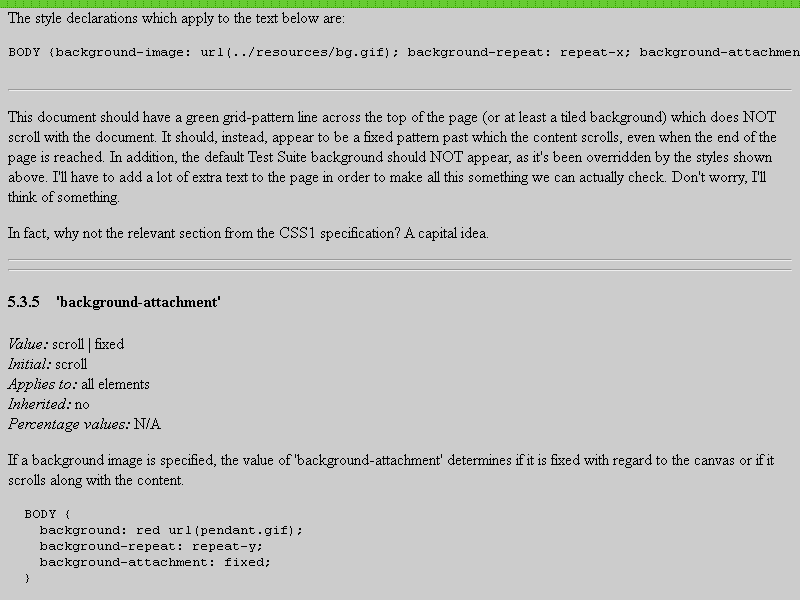 The style declarations which apply to the text below are:
BODY {background-image: url(../resources/bg.gif); background-repeat: repeat-x; background-attachmen
This document should have a green grid-pattern line across the top of the page (or at least a tiled background) which does NOT
scroll with the document. It should, instead, appear to be a fixed pattern past which the content scrolls, even when the end of the
page is reached. In addition, the default Test Suite background should NOT appear, as it's been overridden by the styles shown
above. I'll have to add a lot of extra text to the page in order to make all this something we can actually check. Don't worry, I'll
think of something.
In fact, why not the relevant section from the CSS1 specification? A capital idea.
5.3.5 'background-attachment'
Value: scroll | fixed
Initial: scroll
Applies to: all elements
Inherited: no
Percentage values: N/A
If a background image is specified, the value of 'background-attachment' determines if it is fixed with regard to the canvas or if it
scrolls along with the content.
BODY {
background: red url(pendant.gif);
background-repeat: repeat-y;
background-attachment: fixed;
}